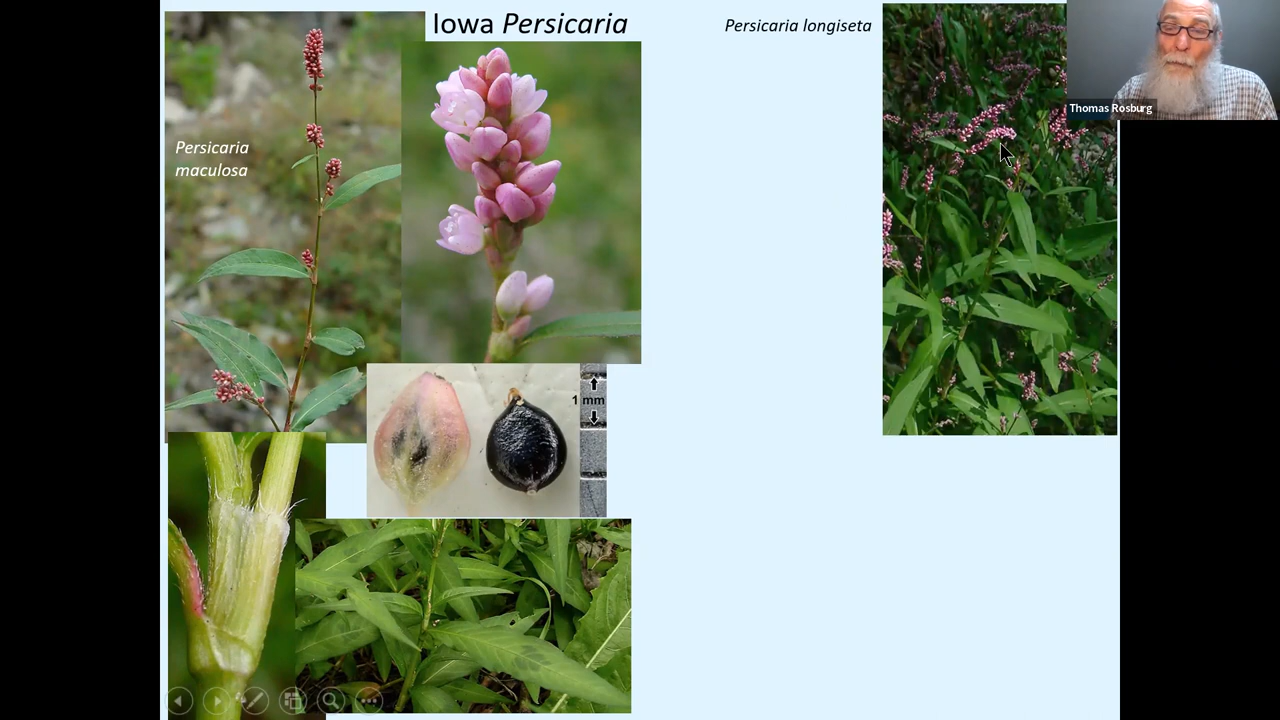 Iowa Persicaria
Persicaria longiseta
Thomas Rosburg
Persicaria
maculosa
1 mm